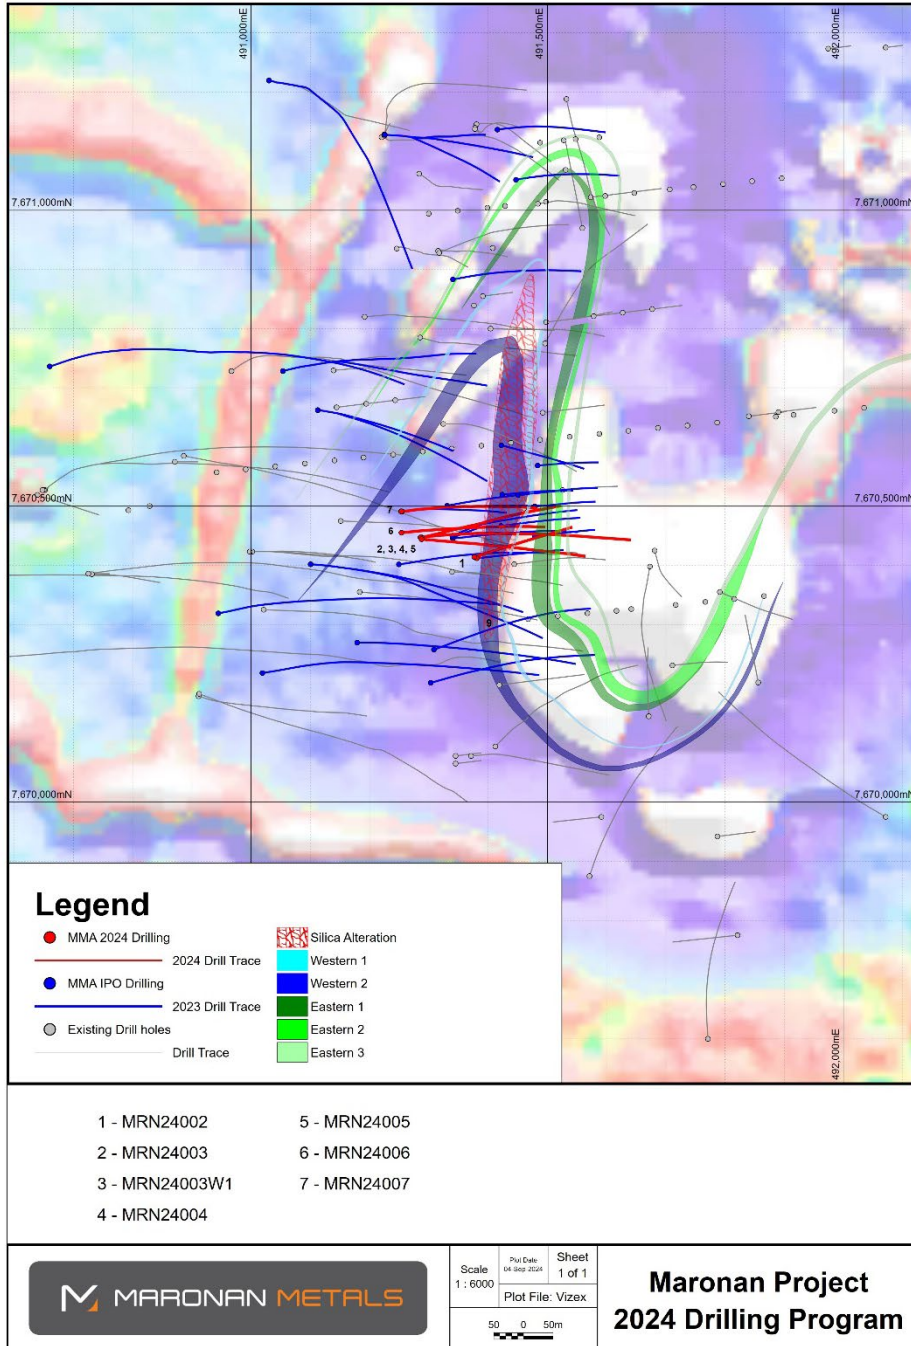 491,000mE
491,500mE
492,000mE
7,671,000mN
7,671,000mN
7,670,500mN
7,670,500mN
7
6
2, 3, 4, 5
1
9
7,670,000mN
7,670,000mN
492,000mE
Legend
MMA 2024 Drilling
2024 Drill Trace
MMA IPO Drilling
2023 Drill Trace
Existing Drill holes
Drill Trace
Silica Alteration
Western 1
Western 2
Eastern 1
Eastern 2
Eastern 3
1 - MRN24002
2 - MRN24003
3 - MRN24003W1
4 - MRN24004
5 - MRN24005
6 - MRN24006
7 - MRN24007
MARONAN METALS
Scale
1 : 6000
Plot Date
04 Sep 2024
Sheet
1 of 1
Plot File: Vizex
50 0 50m
Maronan Project
2024 Drilling Program